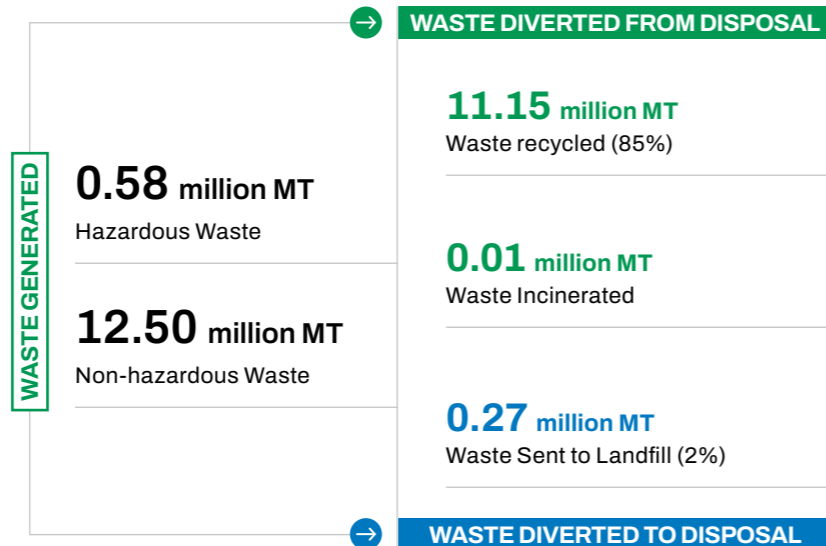 WASTE GENERATED
0.58 million MT
Hazardous Waste
12.50 million MT
Non-hazardous Waste
WASTE DIVERTED FROM DISPOSAL
11.15 million MT
Waste recycled (85%)
0.01 million MT
Waste Incinerated
0.27 million MT
Waste Sent to Landfill (2%)
WASTE DIVERTED TO DISPOSAL